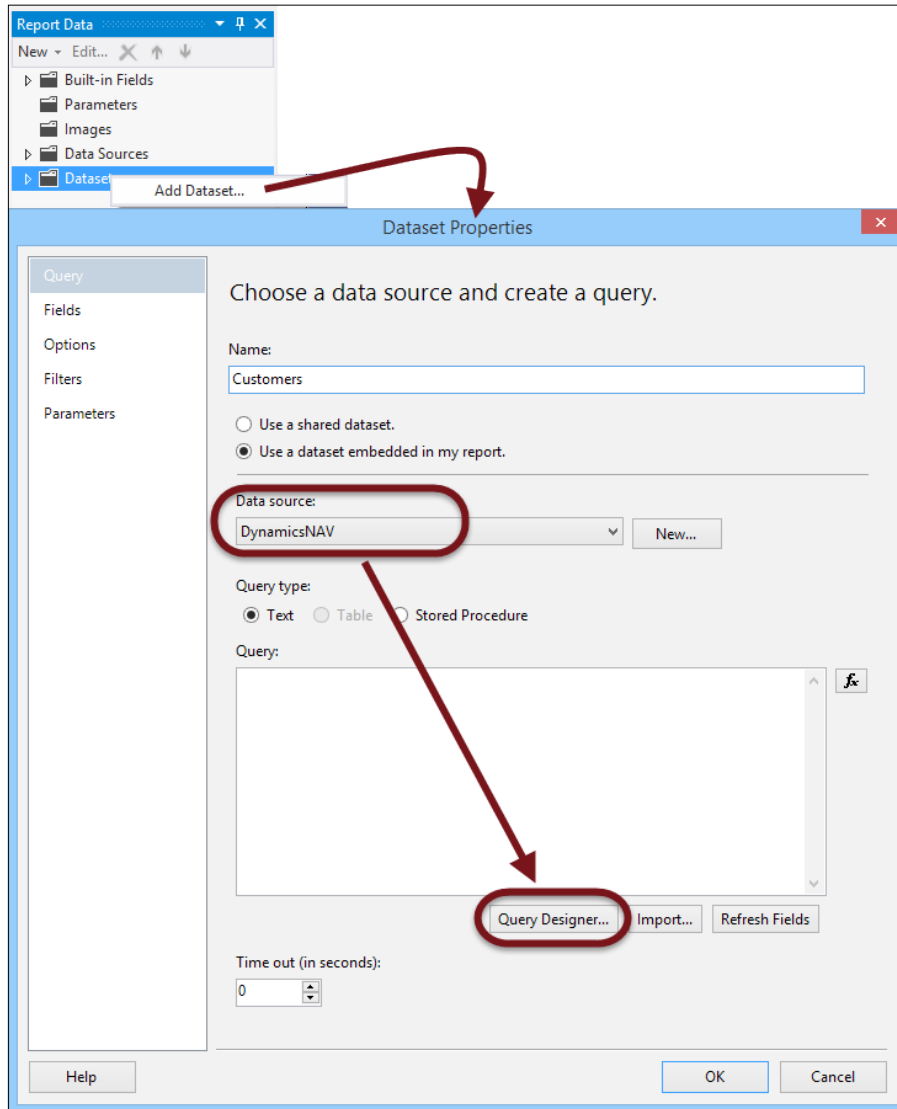 Report Data
New Edit...
Built-in Fields
Parameters
Images
Data Sources
Dataset
Add Dataset...
Dataset Properties
Query
Fields
Options
Filters
Parameters
Choose a data source and create a query.
Name:
Customers
Use a shared dataset.
Use a dataset embedded in my report.
Data source:
DynamicsNAV
New...
Query type:
Text Table Stored Procedure
Query:
fx
Query Designer... Import... Refresh Fields
Time out (in seconds):
0
Help OK Cancel